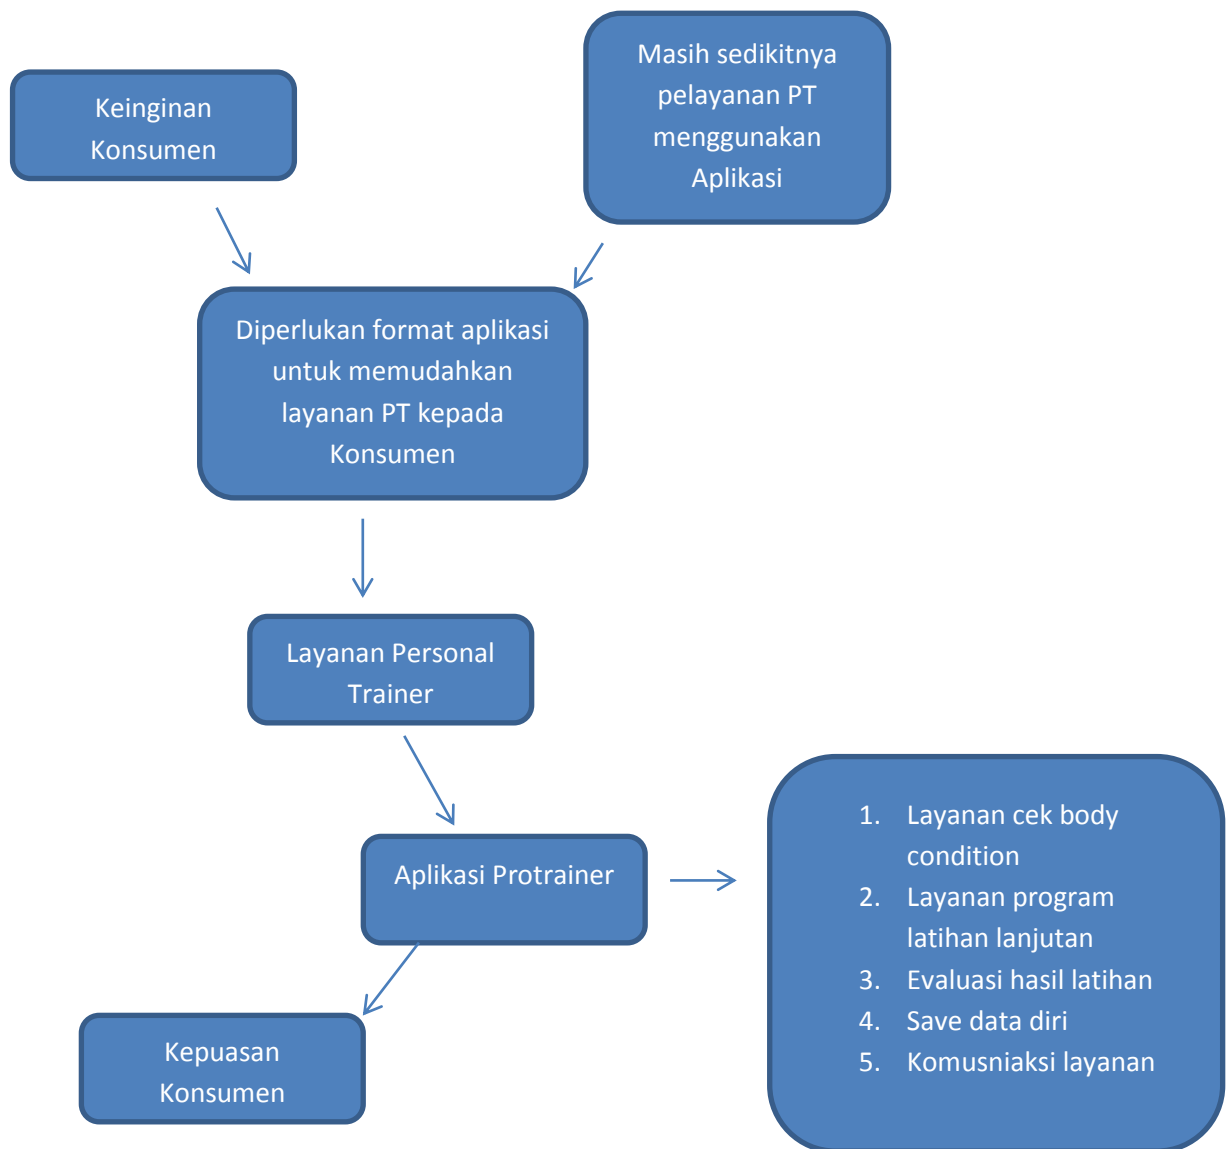 Keinginan
Konsumen
Masih sedikitnya
pelayanan PT
menggunakan
Aplikasi
Diperlukan format aplikasi
untuk memudahkan
layanan PT kepada
Konsumen
Layanan Personal
Trainer
Aplikasi Protrainer
1. Layanan cek body
condition
2. Layanan program
latihan lanjutan
3. Evaluasi hasil latihan
4. Save data diri
5. Komusniaksi layanan
Kepuasan
Konsumen